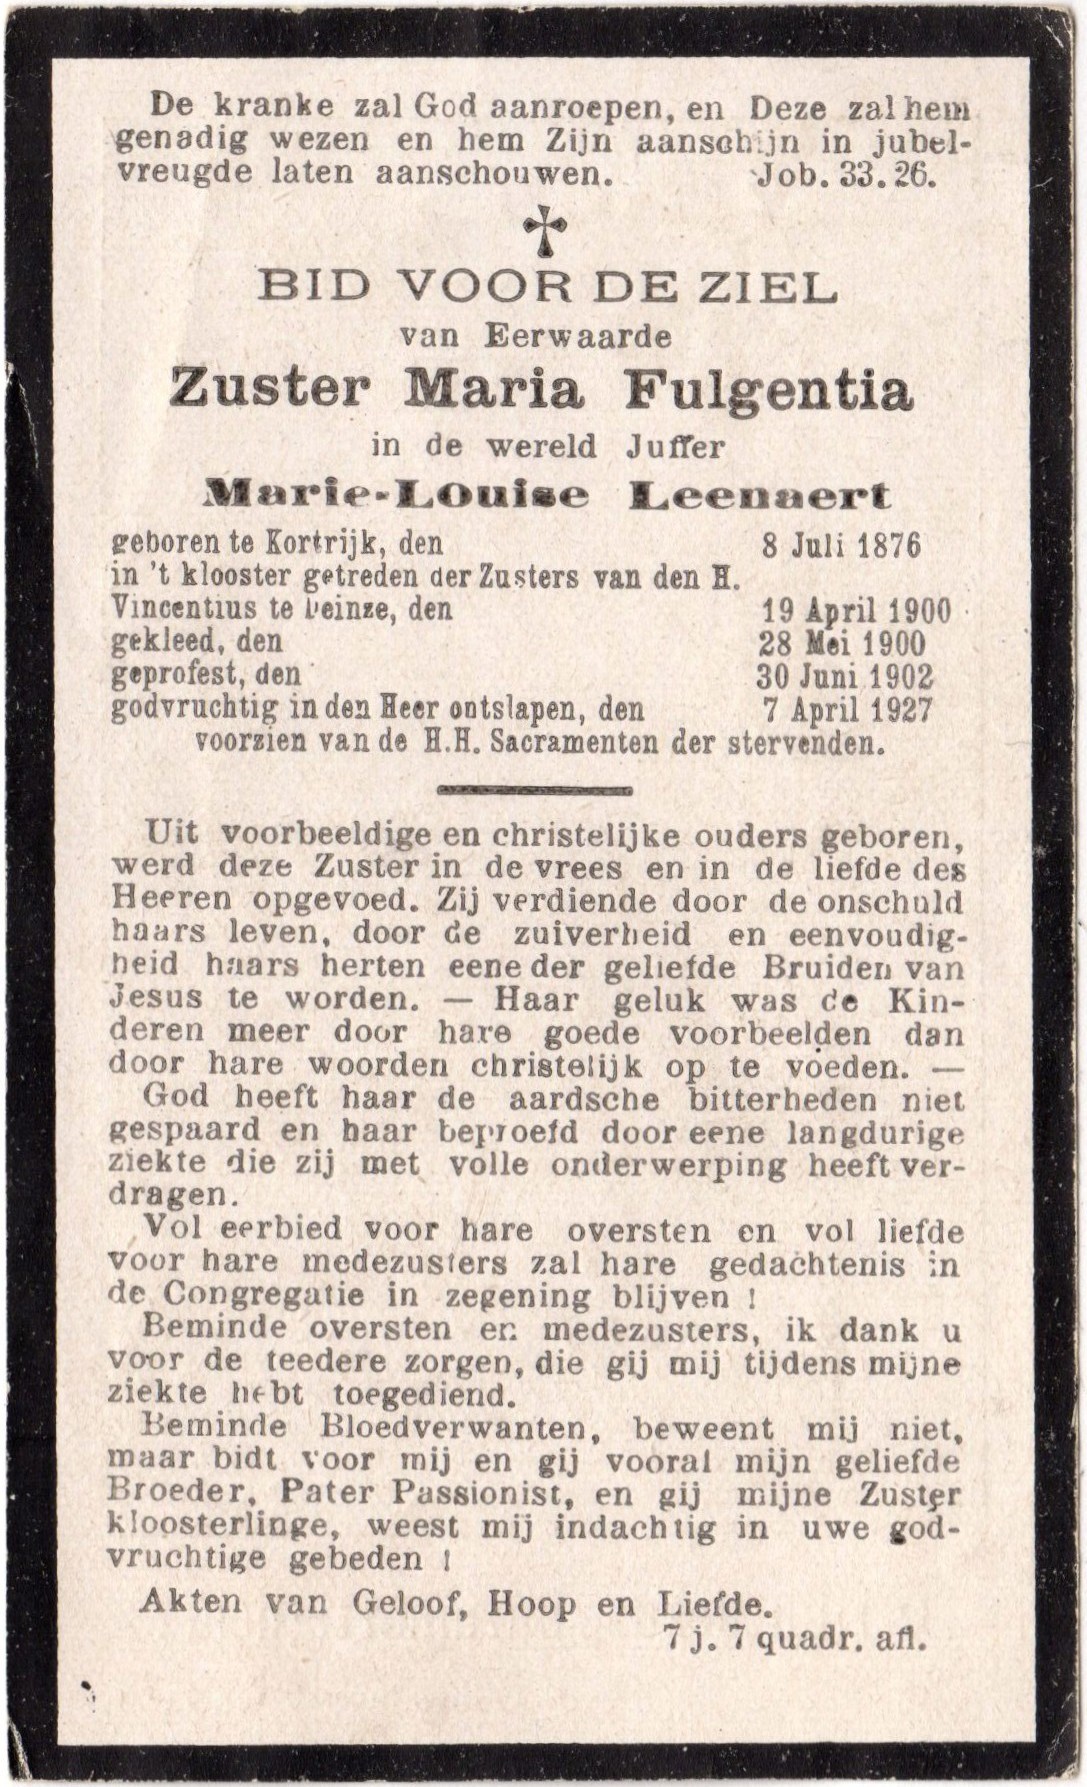 De kranke zal God aanroepen, en Deze zal hem
genadig wezen en hem Zijn aanschijn in jubel-
vreugde laten aanschouwen. Job. 33. 26.
BID VOOR DE ZIEL
van Eerwaarde
Zuster Maria Fulgentia
in de wereld Juffer
Marie-Louise Leenaert
geboren te Kortrijk, den 8 Juli 1876
in 't klooster getreden der Zusters van den H.
Vincentius te Deinze, den 19 April 1900
gekleed, den 28 Mei 1900
geprofest, den 30 Juni 1902
godvruchtig in den Heer ontslapen, den 7 April 1927
voorzien van de H.H. Sacramenten der stervenden.
Uit voorbeeldige en christelijke ouders geboren,
werd deze Zuster in de vrees en in de liefde des
Heeren opgevoed. Zij verdiende door de onschuld
haars leven, door de zuiverheid en eenvoudig-
heid haars herten eene der geliefde Bruiden van
Jesus te worden. — Haar geluk was de Kin-
deren meer door hare goede voorbeelden dan
door hare woorden christelijk op te voeden. —
God heeft haar de aardsche bitterheden niet
gespaard en haar beproefd door eene langdurige
ziekte die zij met volle onderwerping heeft ver-
dragen.
Vol eerbied voor hare oversten en vol liefde
voor hare medezusters zal hare gedachtenis in
de Congregatie in zegening blijven !
Beminde oversten en medezusters, ik dank u
voor de teedere zorgen, die gij mij tijdens mijne
ziekte hebt toegediend.
Beminde Bloedverwanten, beweent mij niet,
maar bidt voor mij en gij vooral mijn geliefde
Broeder, Pater Passionist, en gij mijne Zuster
kloosterlinge, weest mij indachtig in uwe god-
vruchtige gebeden !
Akten van Geloof, Hoop en Liefde.
7 j. 7 quadr. afl.